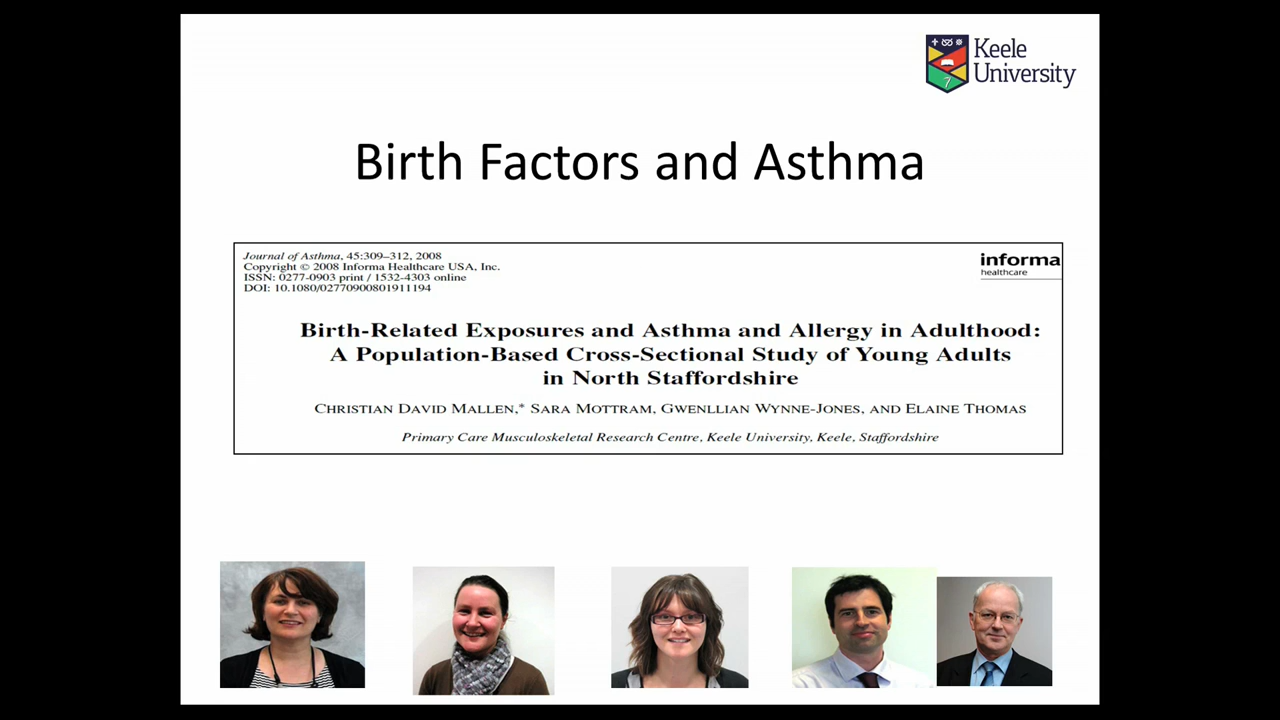 Keele
University
Birth Factors and Asthma
Journal of Asthma, 45:309–312, 2008
Copyright © 2008 Informa Healthcare USA, Inc.
ISSN: 0277-0903 print / 1532-4303 online
DOI: 10.1080/02770900801911194
informa
healthcare
Birth-Related Exposures and Asthma and Allergy in Adulthood:
A Population-Based Cross-Sectional Study of Young Adults
in North Staffordshire
CHRISTIAN DAVID MALLEN,* SARA MOTTRAM, GWENLLIAN WYNNE-JONES, AND ELAINE THOMAS
Primary Care Musculoskeletal Research Centre, Keele University, Keele, Staffordshire